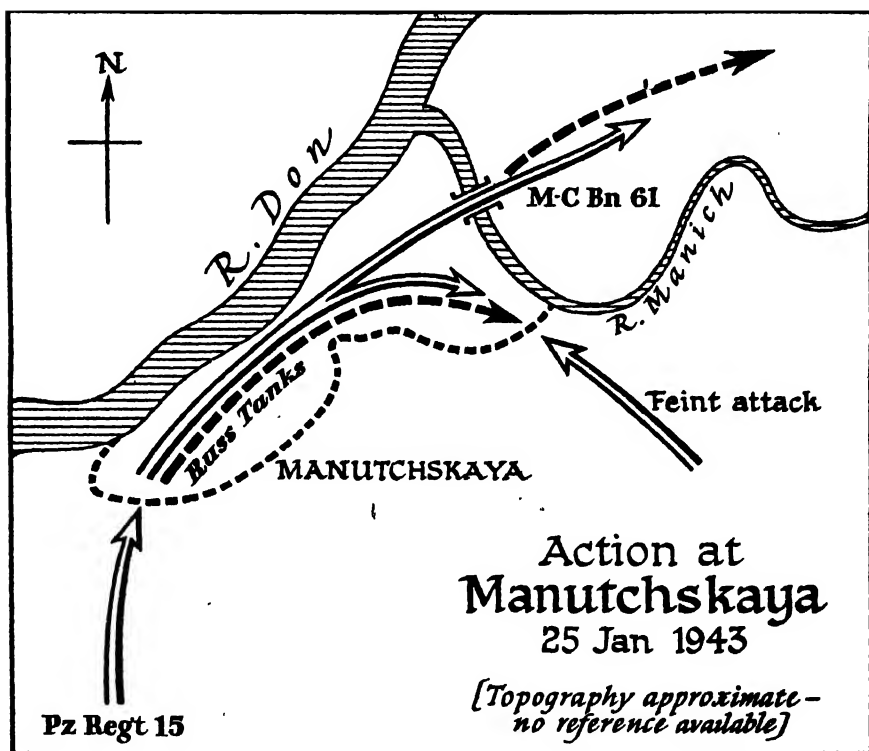 N
R. Don
M-C Bn 61
R. Manich
Russ Tanks
Feint attack
MANUTCHSKAYA
Action at
Manutchskaya
25 Jan 1943
[Topography approximate –
no reference available]
Pz Regt 15